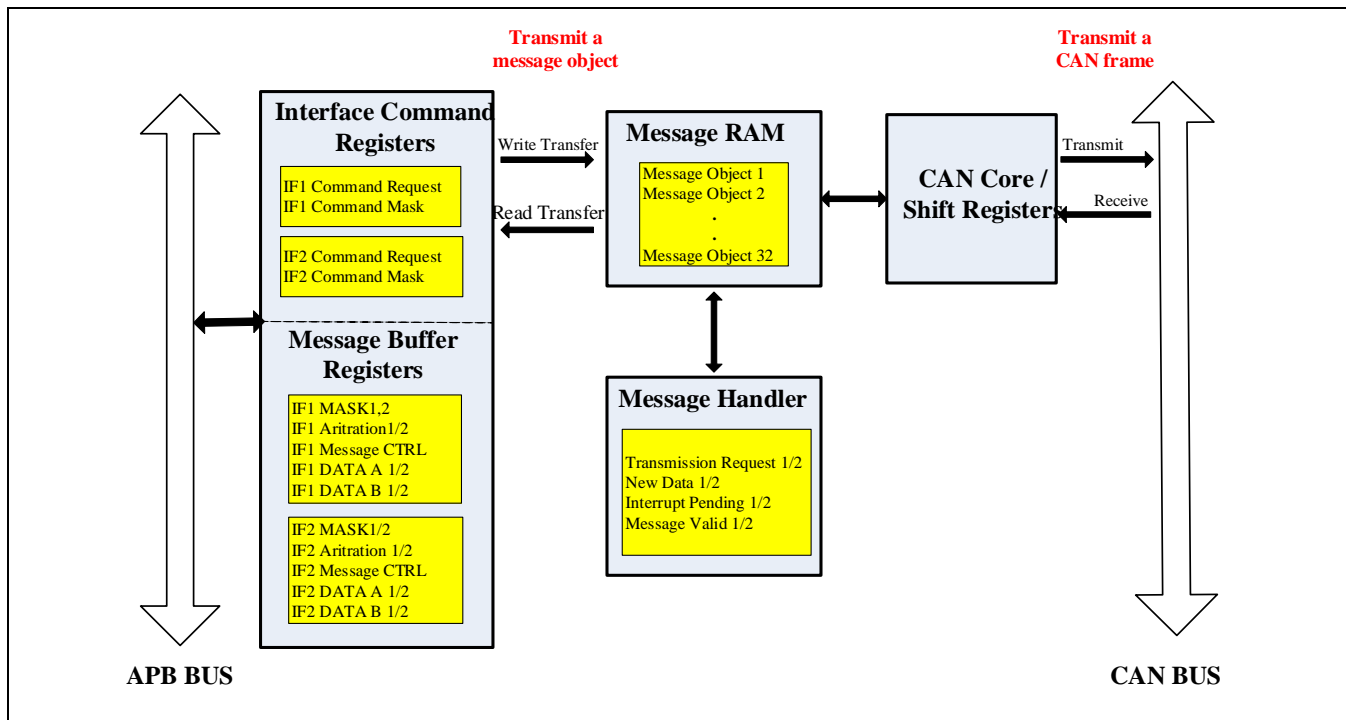 Transmit a
message object
Transmit a
CAN frame
Interface Command
Registers
IF1 Command Request
IF1 Command Mask
IF2 Command Request
IF2 Command Mask
Message Buffer
Registers
IF1 MASK1,2
IF1 Aritration1/2
IF1 Message CTRL
IF1 DATA A 1/2
IF1 DATA B 1/2
IF2 MASK1/2
IF2 Aritration 1/2
IF2 Message CTRL
IF2 DATA A 1/2
IF2 DATA B 1/2
Write Transfer
Read Transfer
Message RAM
Message Object 1
Message Object 2
.
.
Message Object 32
Message Handler
Transmission Request 1/2
New Data 1/2
Interrupt Pending 1/2
Message Valid 1/2
CAN Core /
Shift Registers
Transmit
Receive
APB BUS
CAN BUS